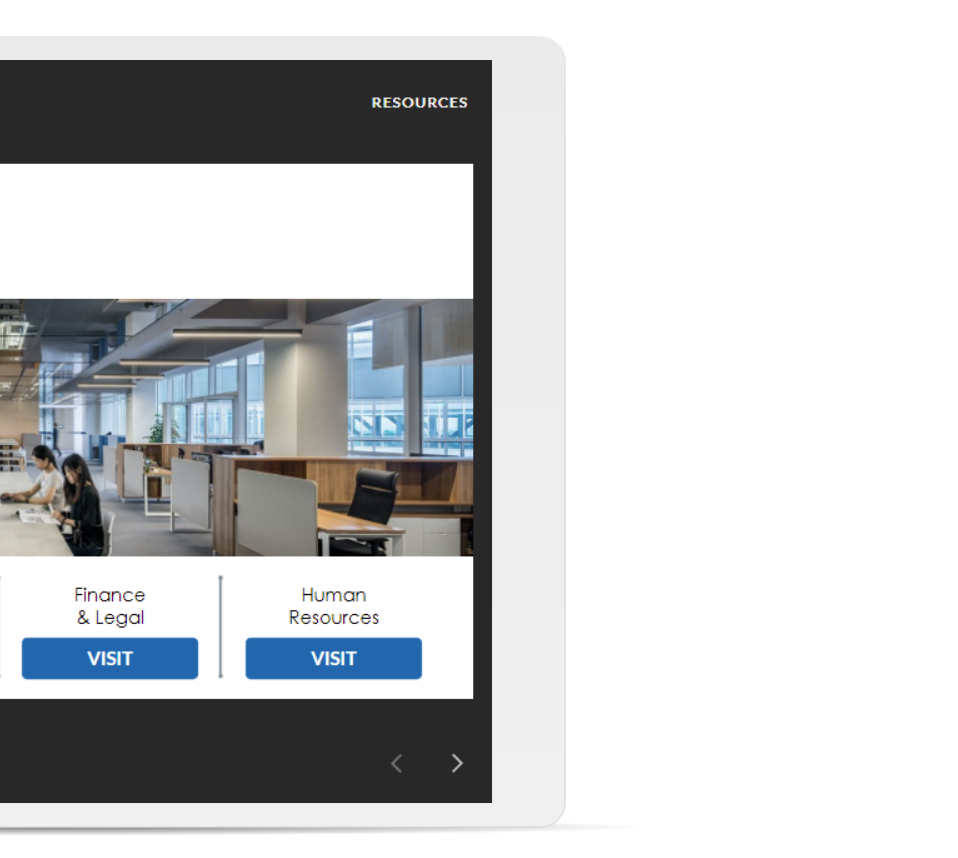 RESOURCES
Finance
& Legal
Human
Resources
VISIT
VISIT